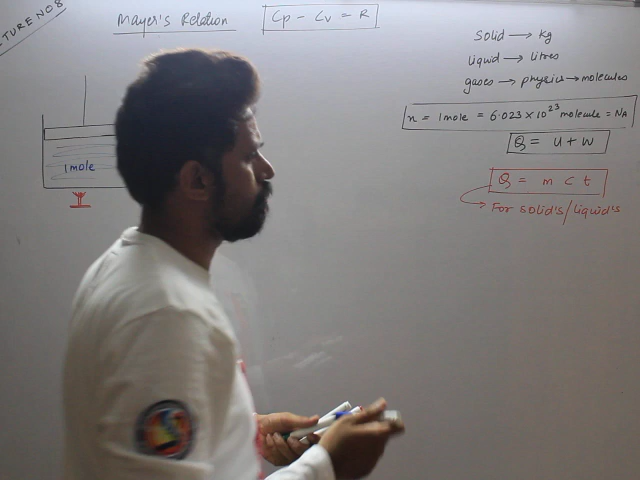 LECTURE NO 8
Mayer's Relation
Cp - Cv = R
Solid → kg
liquid → litres
gases → physics → molecules
n = 1mole = 6.023 × 10²³ molecule = NA
Q = U + W
Q = m c t
→ For solid's/liquid's
1mole